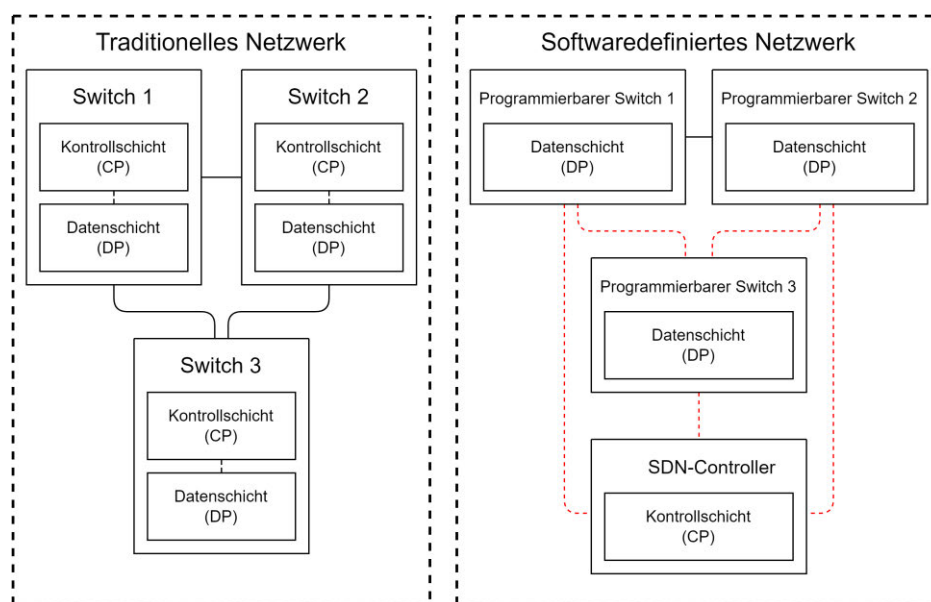 Traditionelles Netzwerk
Switch 1
Kontrollschicht
(CP)
Datenschicht
(DP)
Switch 2
Kontrollschicht
(CP)
Datenschicht
(DP)
Switch 3
Kontrollschicht
(CP)
Datenschicht
(DP)
Softwaredefiniertes Netzwerk
Programmierbarer Switch 1
Datenschicht
(DP)
Programmierbarer Switch 2
Datenschicht
(DP)
Programmierbarer Switch 3
Datenschicht
(DP)
SDN-Controller
Kontrollschicht
(CP)